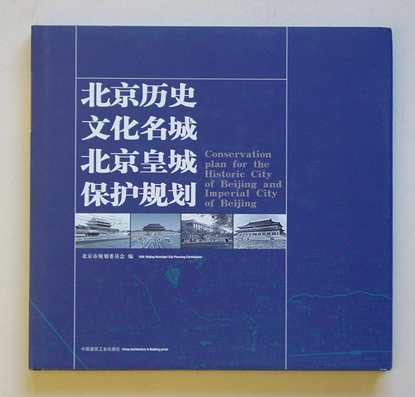 北京历史
文化名城
北京皇城
保护规划
Conservation
plan for the
Historic City
of Beijing and
Imperial City
of Beijing
北京市规划委员会 编 Edit: Beijing Municipal City Planning Commission
中国建筑工业出版社 China Architecture & Building press